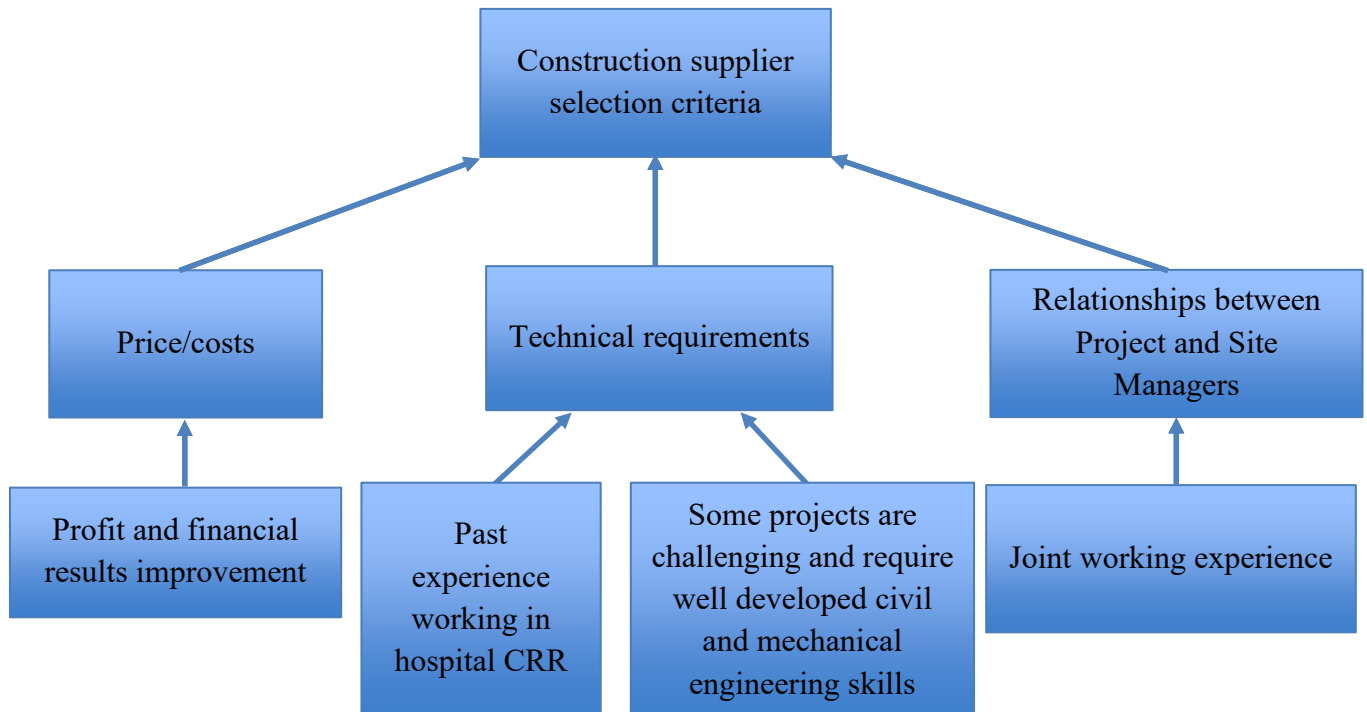 Construction supplier
selection criteria
Price/costs
Technical requirements
Relationships between
Project and Site
Managers
Profit and financial
results improvement
Past
experience
working in
hospital CRR
Some projects are
challenging and require
well developed civil
and mechanical
engineering skills
Joint working experience